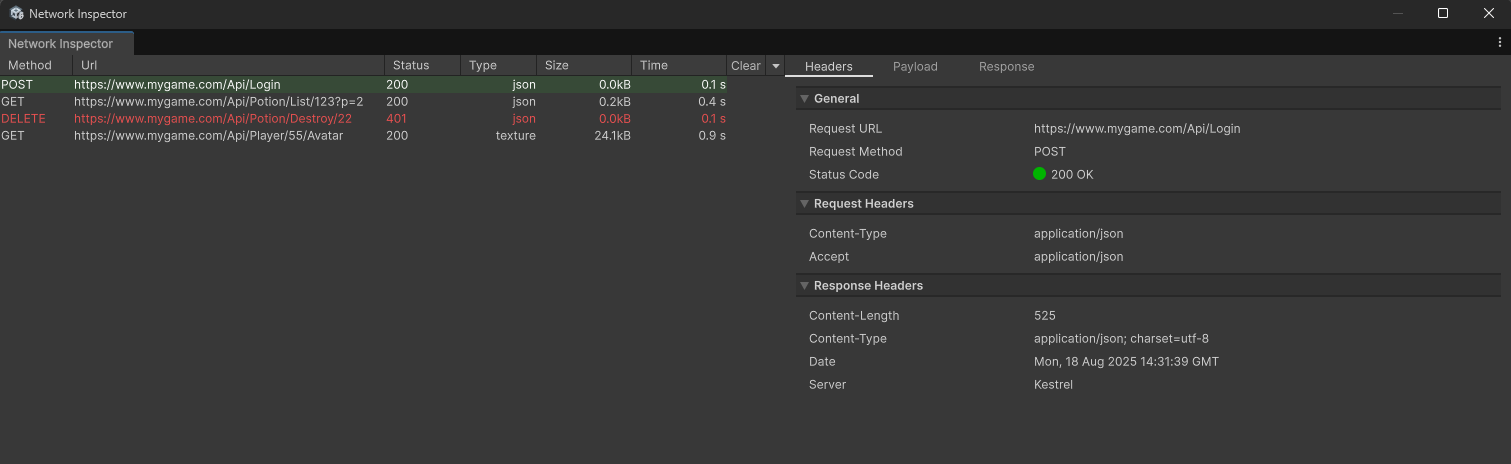 Network Inspector
Network Inspector
Method Url Status Type Size Time Clear
POST https://www.mygame.com/Api/Login 200 json 0.0kB 0.1 s
GET https://www.mygame.com/Api/Potion/List/123?p=2 200 json 0.2kB 0.4 s
DELETE https://www.mygame.com/Api/Potion/Destroy/22 401 json 0.0kB 0.1 s
GET https://www.mygame.com/Api/Player/55/Avatar 200 texture 24.1kB 0.9 s
Headers Payload Response
General
Request URL https://www.mygame.com/Api/Login
Request Method POST
Status Code 200 OK
Request Headers
Content-Type application/json
Accept application/json
Response Headers
Content-Length 525
Content-Type application/json; charset=utf-8
Date Mon, 18 Aug 2025 14:31:39 GMT
Server Kestrel